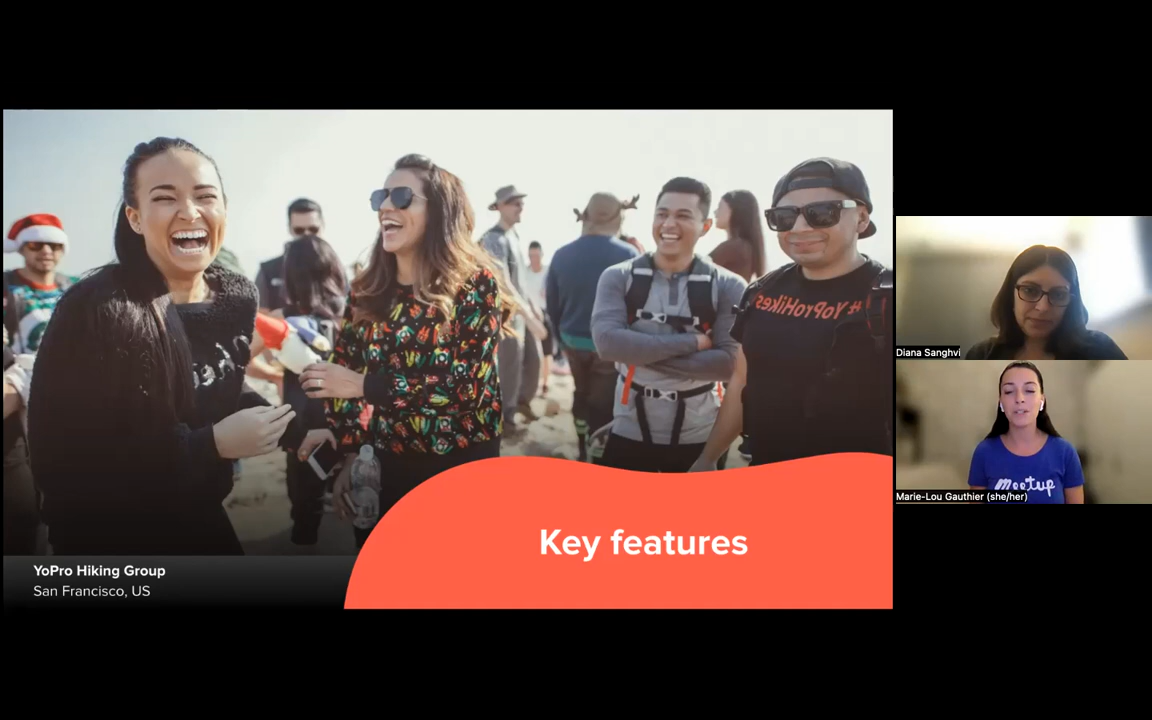 #YoProHikes
Key features
YoPro Hiking Group
San Francisco, US
Diana Sanghvi
meetup
Marie-Lou Gauthier (she/her)